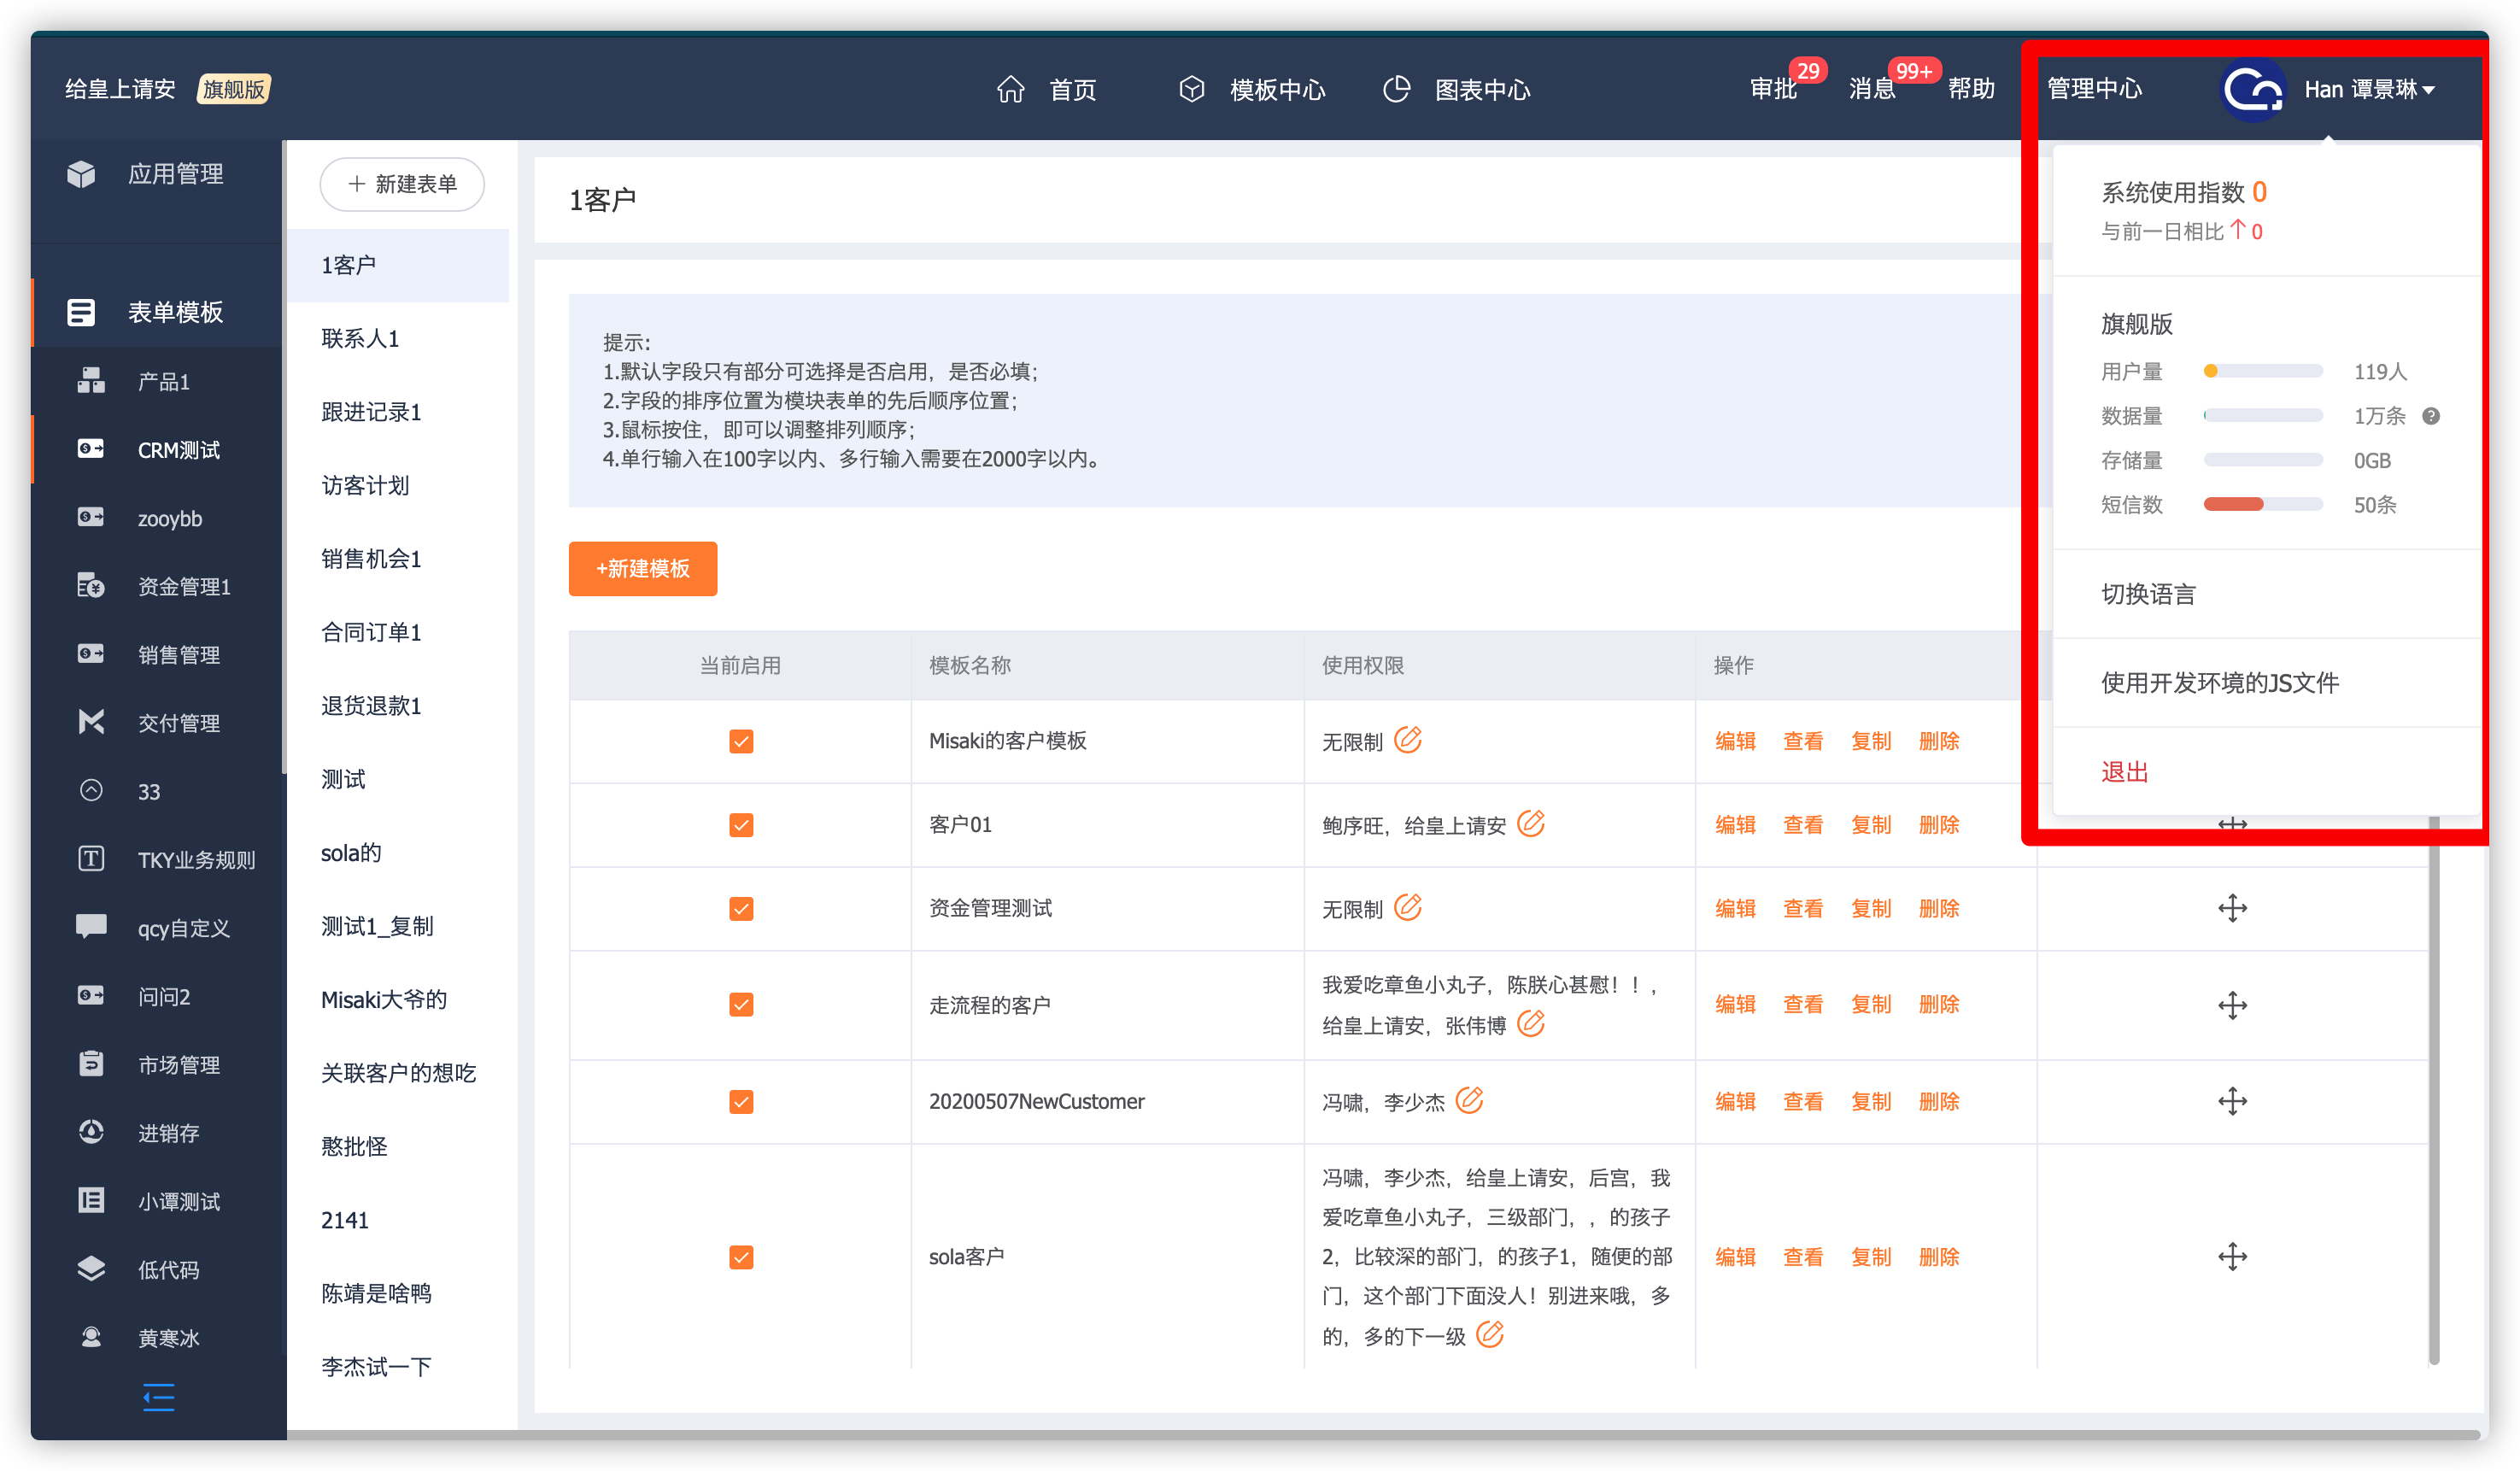 给皇上请安 旗舰版
首页 模板中心 图表中心
审批 29 消息 99+ 帮助 管理中心 Han 谭景琳
应用管理
表单模板
产品1
CRM测试
zooybb
资金管理1
销售管理
交付管理
33
TKY业务规则
qcy自定义
问问2
市场管理
进销存
小谭测试
低代码
黄寒冰
+ 新建表单
1客户
联系人1
跟进记录1
访客计划
销售机会1
合同订单1
退货退款1
测试
sola的
测试1_复制
Misaki大爷的
关联客户的想吃
憨批怪
2141
陈靖是啥鸭
李杰试一下
1客户
提示:
1.默认字段只有部分可选择是否启用，是否必填；
2.字段的排序位置为模块表单的先后顺序位置；
3.鼠标按住，即可以调整排列顺序；
4.单行输入在100字以内、多行输入需要在2000字以内。
+新建模板
当前启用 模板名称 使用权限 操作
Misaki的客户模板 无限制 编辑 查看 复制 删除
客户01 鲍序旺，给皇上请安 编辑 查看 复制 删除
资金管理测试 无限制 编辑 查看 复制 删除
走流程的客户 我爱吃章鱼小丸子，陈朕心甚慰！！，
给皇上请安，张伟博 编辑 查看 复制 删除
20200507NewCustomer 冯啸，李少杰 编辑 查看 复制 删除
sola客户 冯啸，李少杰，给皇上请安，后宫，我
爱吃章鱼小丸子，三级部门，，的孩子
2，比较深的部门，的孩子1，随便的部
门，这个部门下面没人！别进来哦，多
的，多的下一级 编辑 查看 复制 删除
系统使用指数 0
与前一日相比 ↑ 0
旗舰版
用户量 119人
数据量 1万条 ?
存储量 0GB
短信数 50条
切换语言
使用开发环境的JS文件
退出